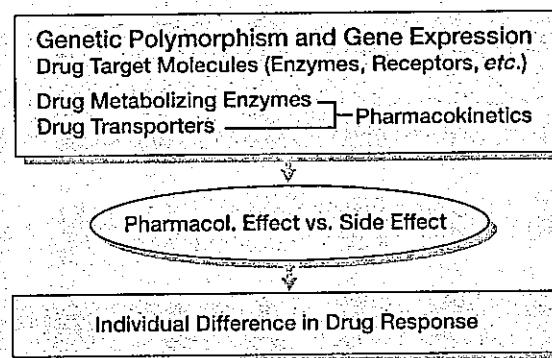 Genetic Polymorphism and Gene Expression
Drug Target Molecules (Enzymes, Receptors, etc.)
Drug Metabolizing Enzymes
Drug Transporters
Pharmacokinetics
Pharmacol. Effect vs. Side Effect
Individual Difference in Drug Response